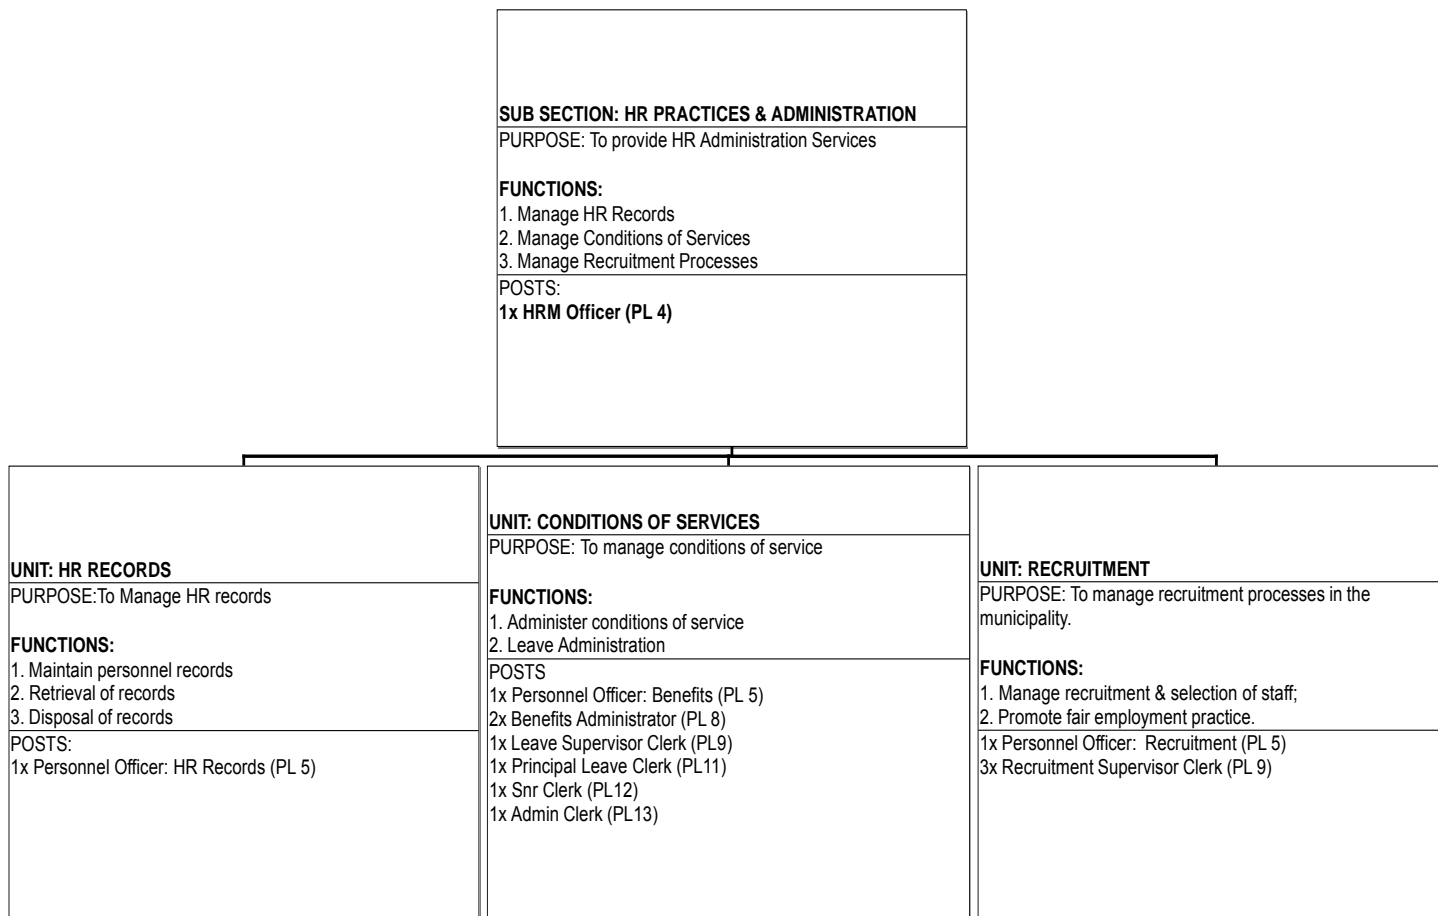 SUB SECTION: HR PRACTICES & ADMINISTRATION
PURPOSE: To provide HR Administration Services
FUNCTIONS:
1. Manage HR Records
2. Manage Conditions of Services
3. Manage Recruitment Processes
POSTS:
1x HRM Officer (PL 4)
UNIT: HR RECORDS
PURPOSE:To Manage HR records
FUNCTIONS:
1. Maintain personnel records
2. Retrieval of records
3. Disposal of records
POSTS:
1x Personnel Officer: HR Records (PL 5)
UNIT: CONDITIONS OF SERVICES
PURPOSE: To manage conditions of service
FUNCTIONS:
1. Administer conditions of service
2. Leave Administration
POSTS
1x Personnel Officer: Benefits (PL 5)
2x Benefits Administrator (PL 8)
1x Leave Supervisor Clerk (PL9)
1x Principal Leave Clerk (PL11)
1x Snr Clerk (PL12)
1x Admin Clerk (PL13)
UNIT: RECRUITMENT
PURPOSE: To manage recruitment processes in the
municipality.
FUNCTIONS:
1. Manage recruitment & selection of staff;
2. Promote fair employment practice.
1x Personnel Officer:  Recruitment (PL 5)
3x Recruitment Supervisor Clerk (PL 9)